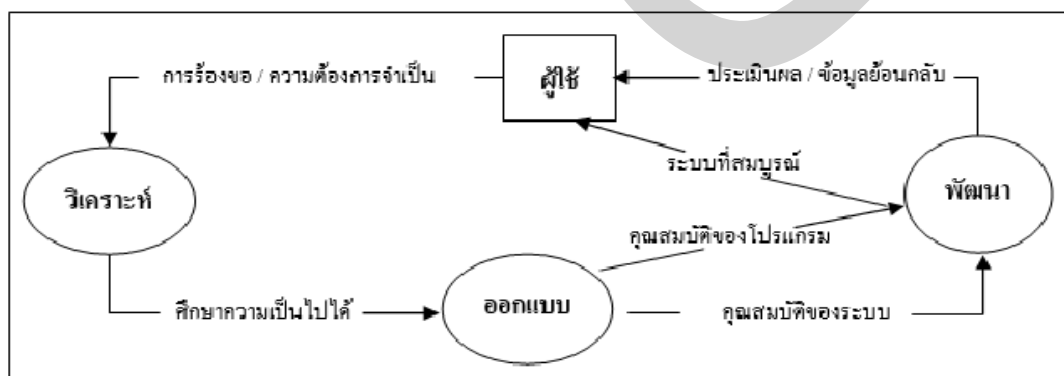 การร้องขอ / ความต้องการจำเป็น
ผู้ใช้
ประเมินผล / ข้อมูลย้อนกลับ
ระบบที่สมบูรณ์
วิเคราะห์
พัฒนา
คุณสมบัติของโปรแกรม
ศึกษาความเป็นไปได้
ออกแบบ
คุณสมบัติของระบบ